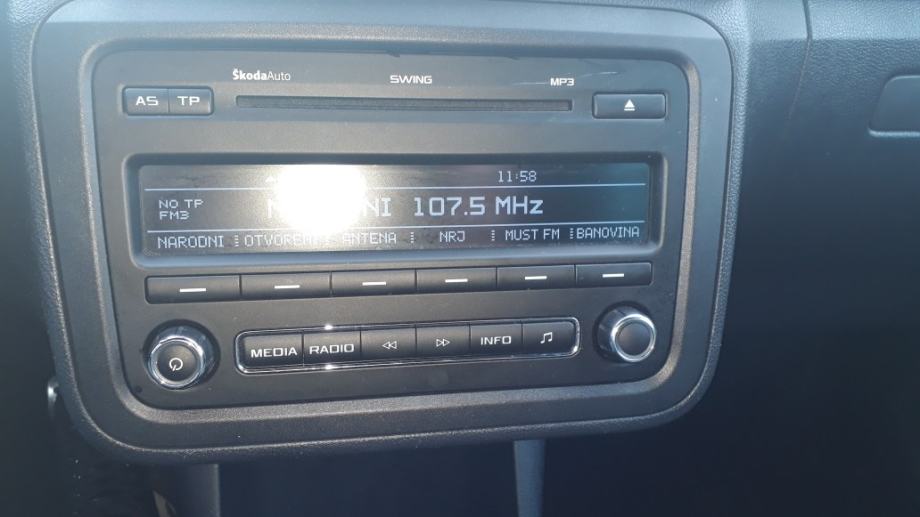 ŠkodaAuto SWING MP3
AS TP
11:58
NO TP
FM3
107.5 MHz
NARODNI ANTENA NRJ MUST FM BANOVINA
MEDIA RADIO INFO